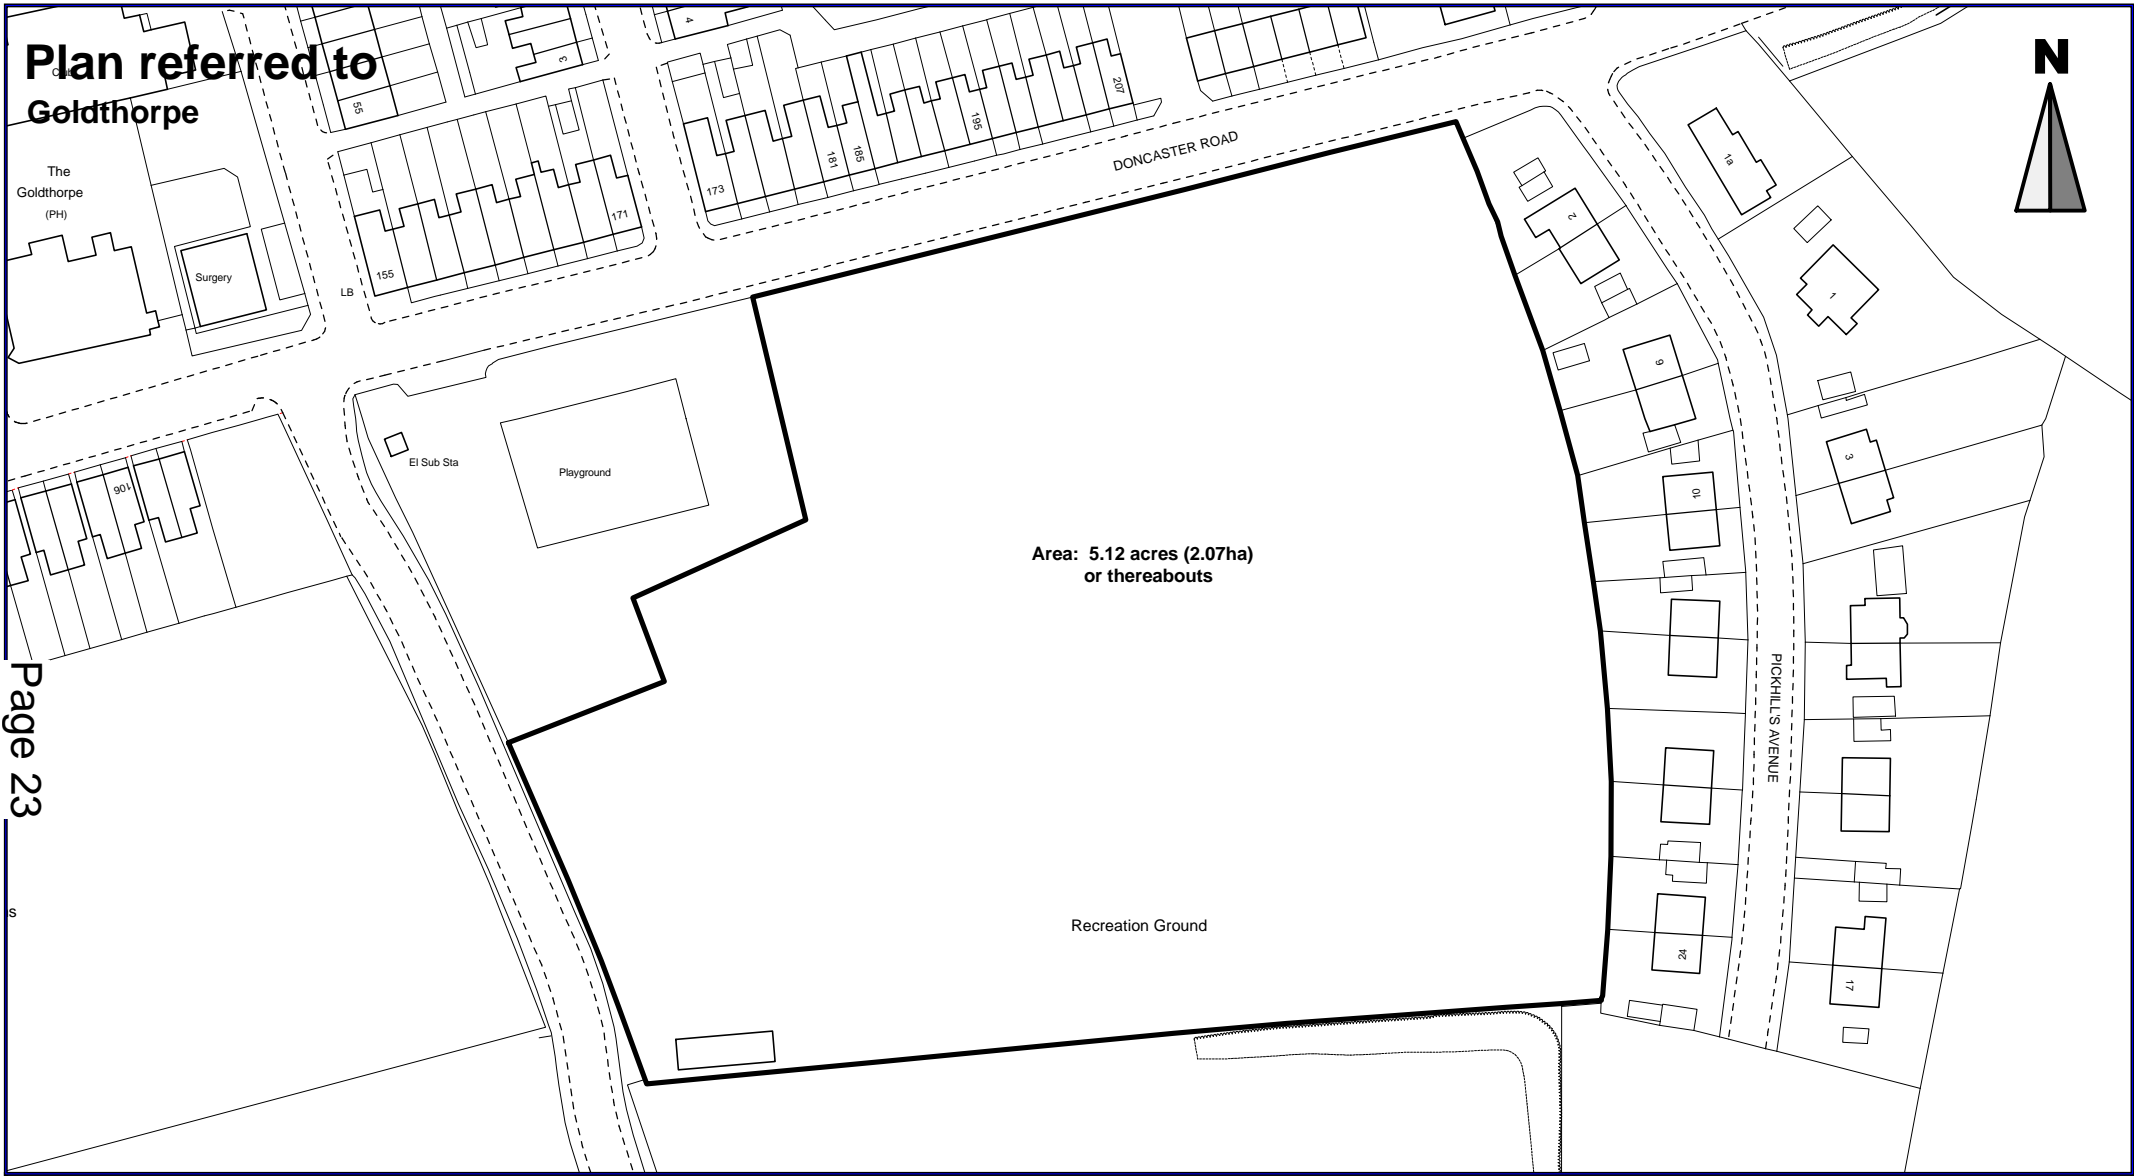 Plan referred to
Goldthorpe
Club
The
Goldthorpe
(PH)
Surgery
LB
55
3
4
155
171
173
181
185
195
207
DONCASTER ROAD
N
1a
2
1
6
3
10
106
El Sub Sta
Playground
Area: 5.12 acres (2.07ha)
or thereabouts
PICKHILL'S AVENUE
Page 23
s
Recreation Ground
24
17